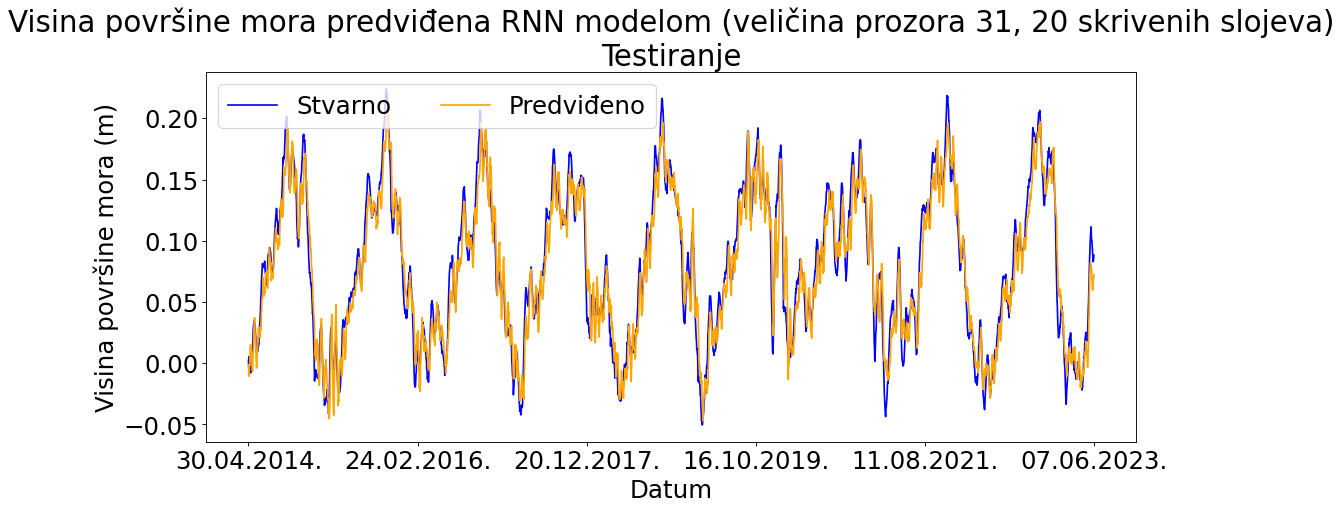 Visina površine mora predviđena RNN modelom (veličina prozora 31, 20 skrivenih slojeva)
Testiranje
Stvarno
Predviđeno
Visina površine mora (m)
0.20
0.15
0.10
0.05
0.00
−0.05
30.04.2014.
24.02.2016.
20.12.2017.
16.10.2019.
11.08.2021.
07.06.2023.
Datum